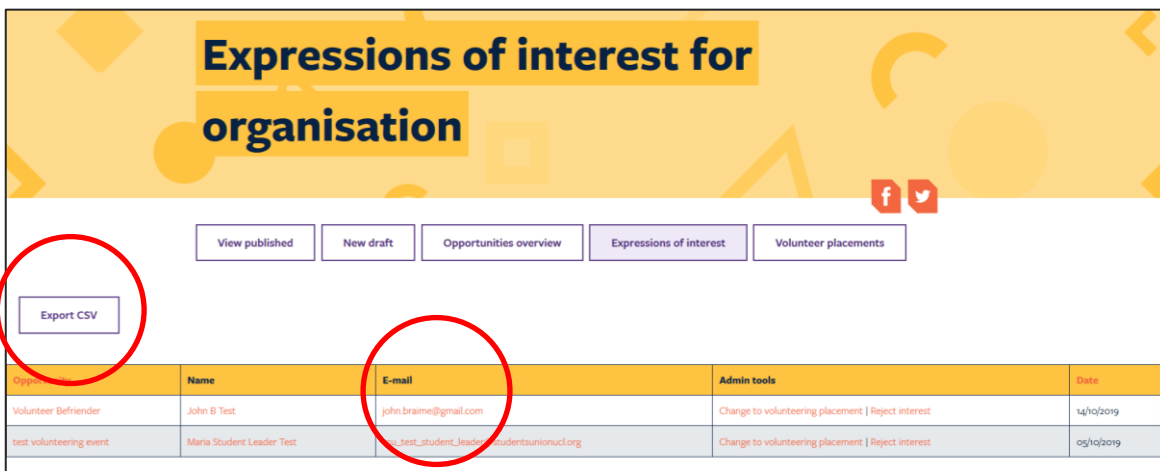 Expressions of interest for
organisation
View published New draft Opportunities overview Expressions of interest Volunteer placements
Export CSV
Opportunity Name E-mail Admin tools Date
Volunteer Befriender John B Test john.braime@gmail.com Change to volunteering placement | Reject interest 14/10/2019
test volunteering event Maria Student Leader Test Change to volunteering placement | Reject interest 05/10/2019